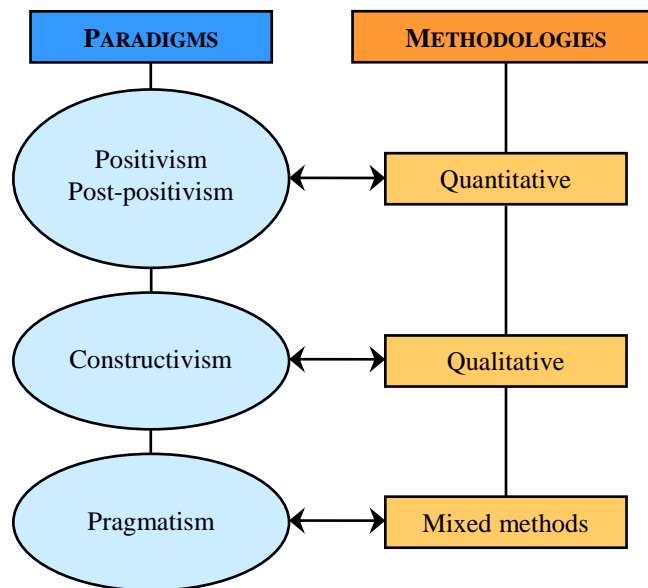 PARADIGMS
METHODOLOGIES
Positivism
Post-positivism
Quantitative
Constructivism
Qualitative
Pragmatism
Mixed methods